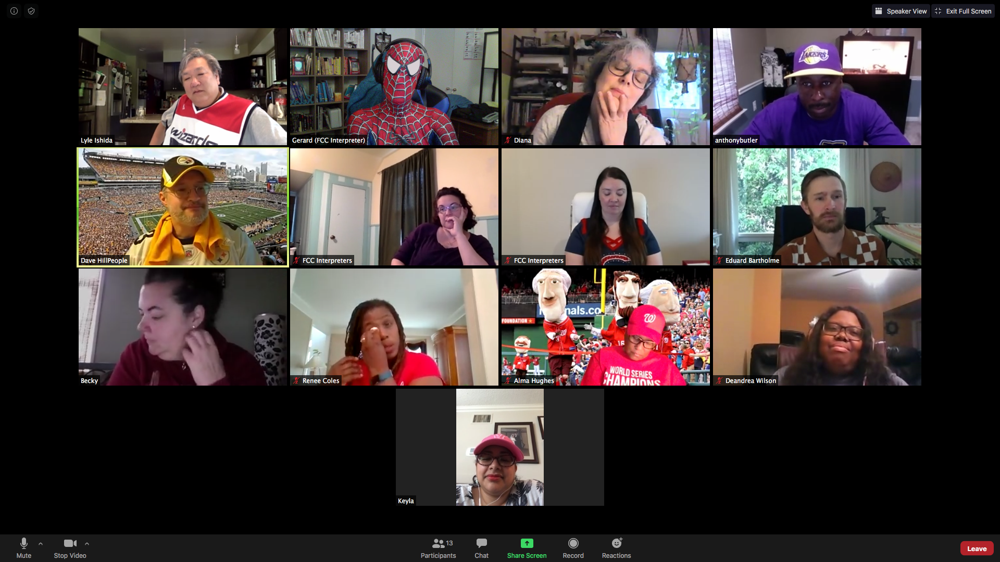 Speaker View
Exit Full Screen
LAKERS
wizards
Lyle Ishida
Gerard (FCC Interpreter)
Diana
anthonybutler
Dave HillPeople
FCC Interpreters
FCC Interpreters
Eduard Bartholme
nals.co
FOUNDATION
W
WORLD SERIES
CHAMPIONS
Becky
Renee Coles
Alma Hughes
Deandrea Wilson
Keyla
Mute
Stop Video
13
Participants
Chat
Share Screen
Record
Reactions
Leave